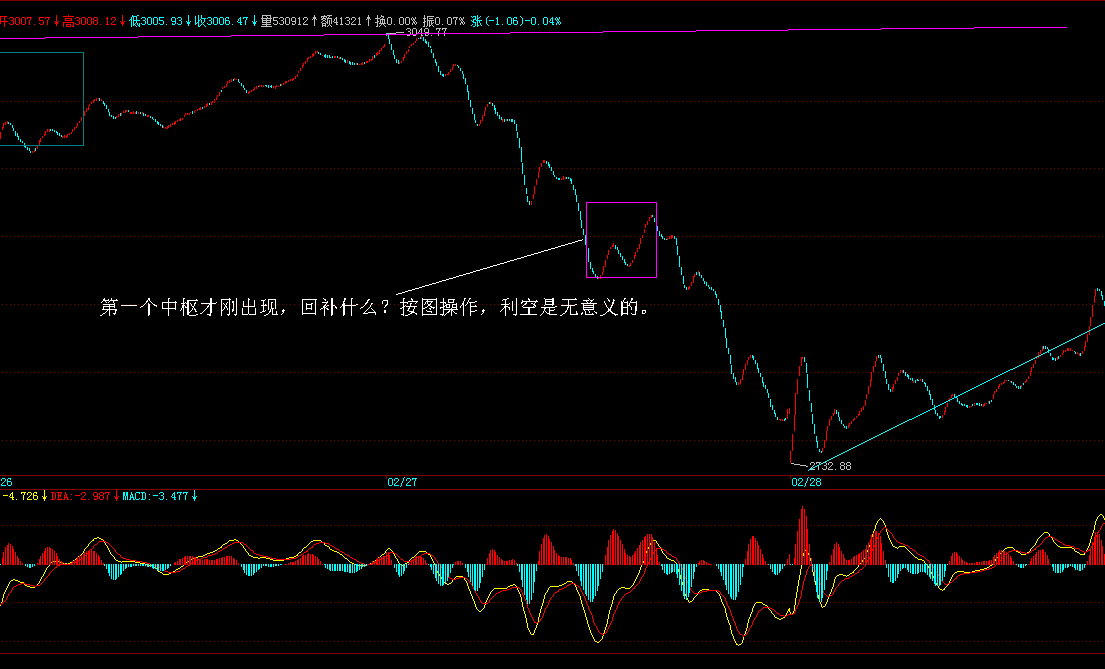 开3007.57↓高3008.12↓低3005.93↓收3006.47↓量530912↑额41321↑换0.00% 振0.07% 涨(-1.06)-0.04%
3049.77
第一个中枢才刚出现，回补什么？按图操作，利空是无意义的。
2732.88
26 02/27 02/28
-4.726↓DEA:-2.987↓MACD:-3.477↓